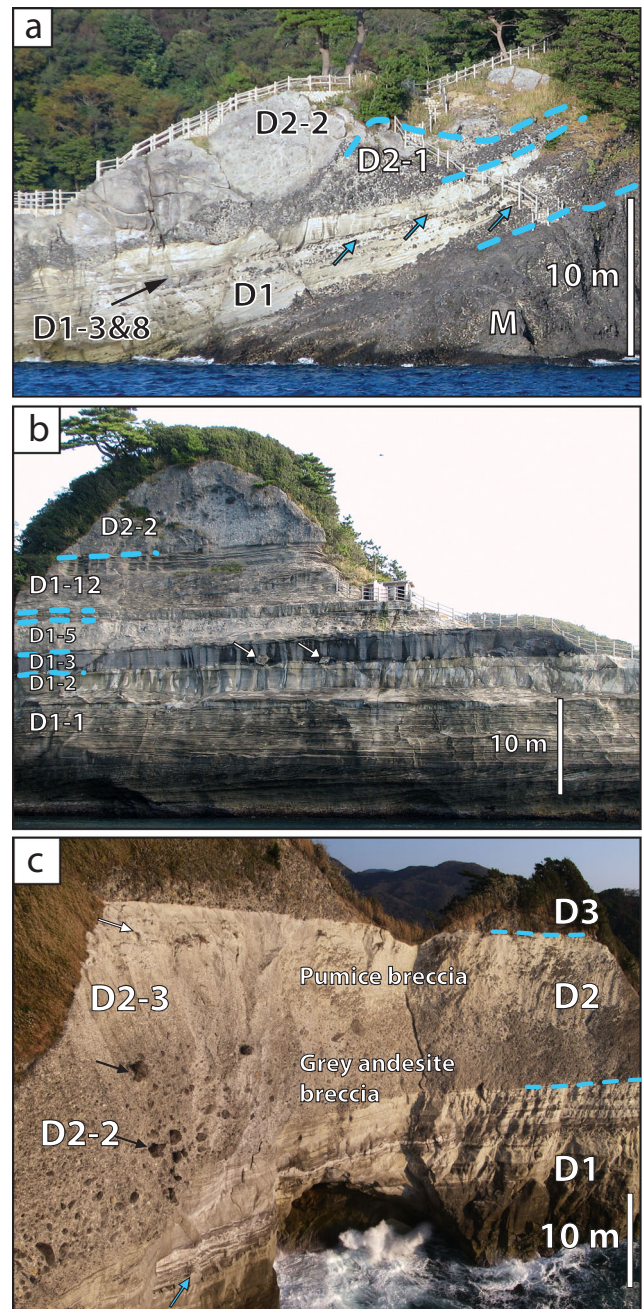 a
D2-2
D2-1
10 m
D1
D1-3&8
M
b
D2-2
D1-12
D1-5
D1-3
D1-2
D1-1
10 m
c
D3
Pumice breccia
D2-3
D2
Grey andesite
breccia
D2-2
D1
10 m